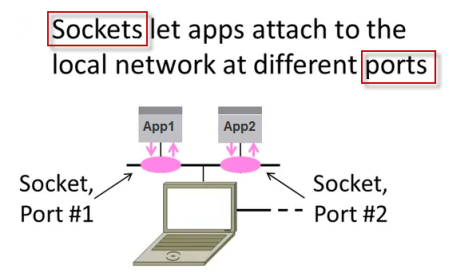 Sockets let apps attach to the
local network at different ports
App1
App2
Socket,
Port #1
Socket,
Port #2